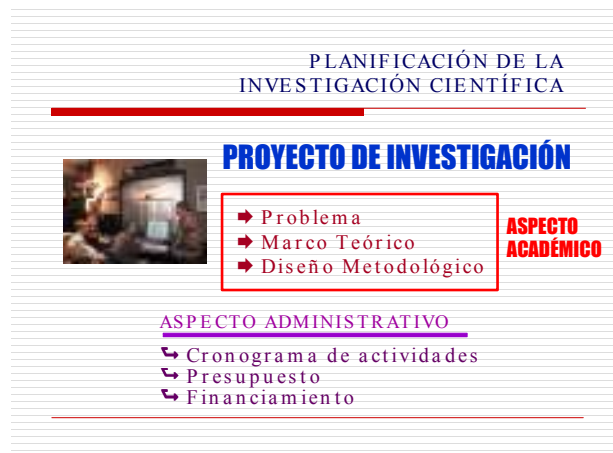 PLANIFICACIÓN DE LA
INVESTIGACIÓN CIENTÍFICA
PROYECTO DE INVESTIGACIÓN
Problema
Marco Teórico
Diseño Metodológico
ASPECTO
ACADÉMICO
ASPECTO ADMINISTRATIVO
Cronograma de actividades
Presupuesto
Financiamiento